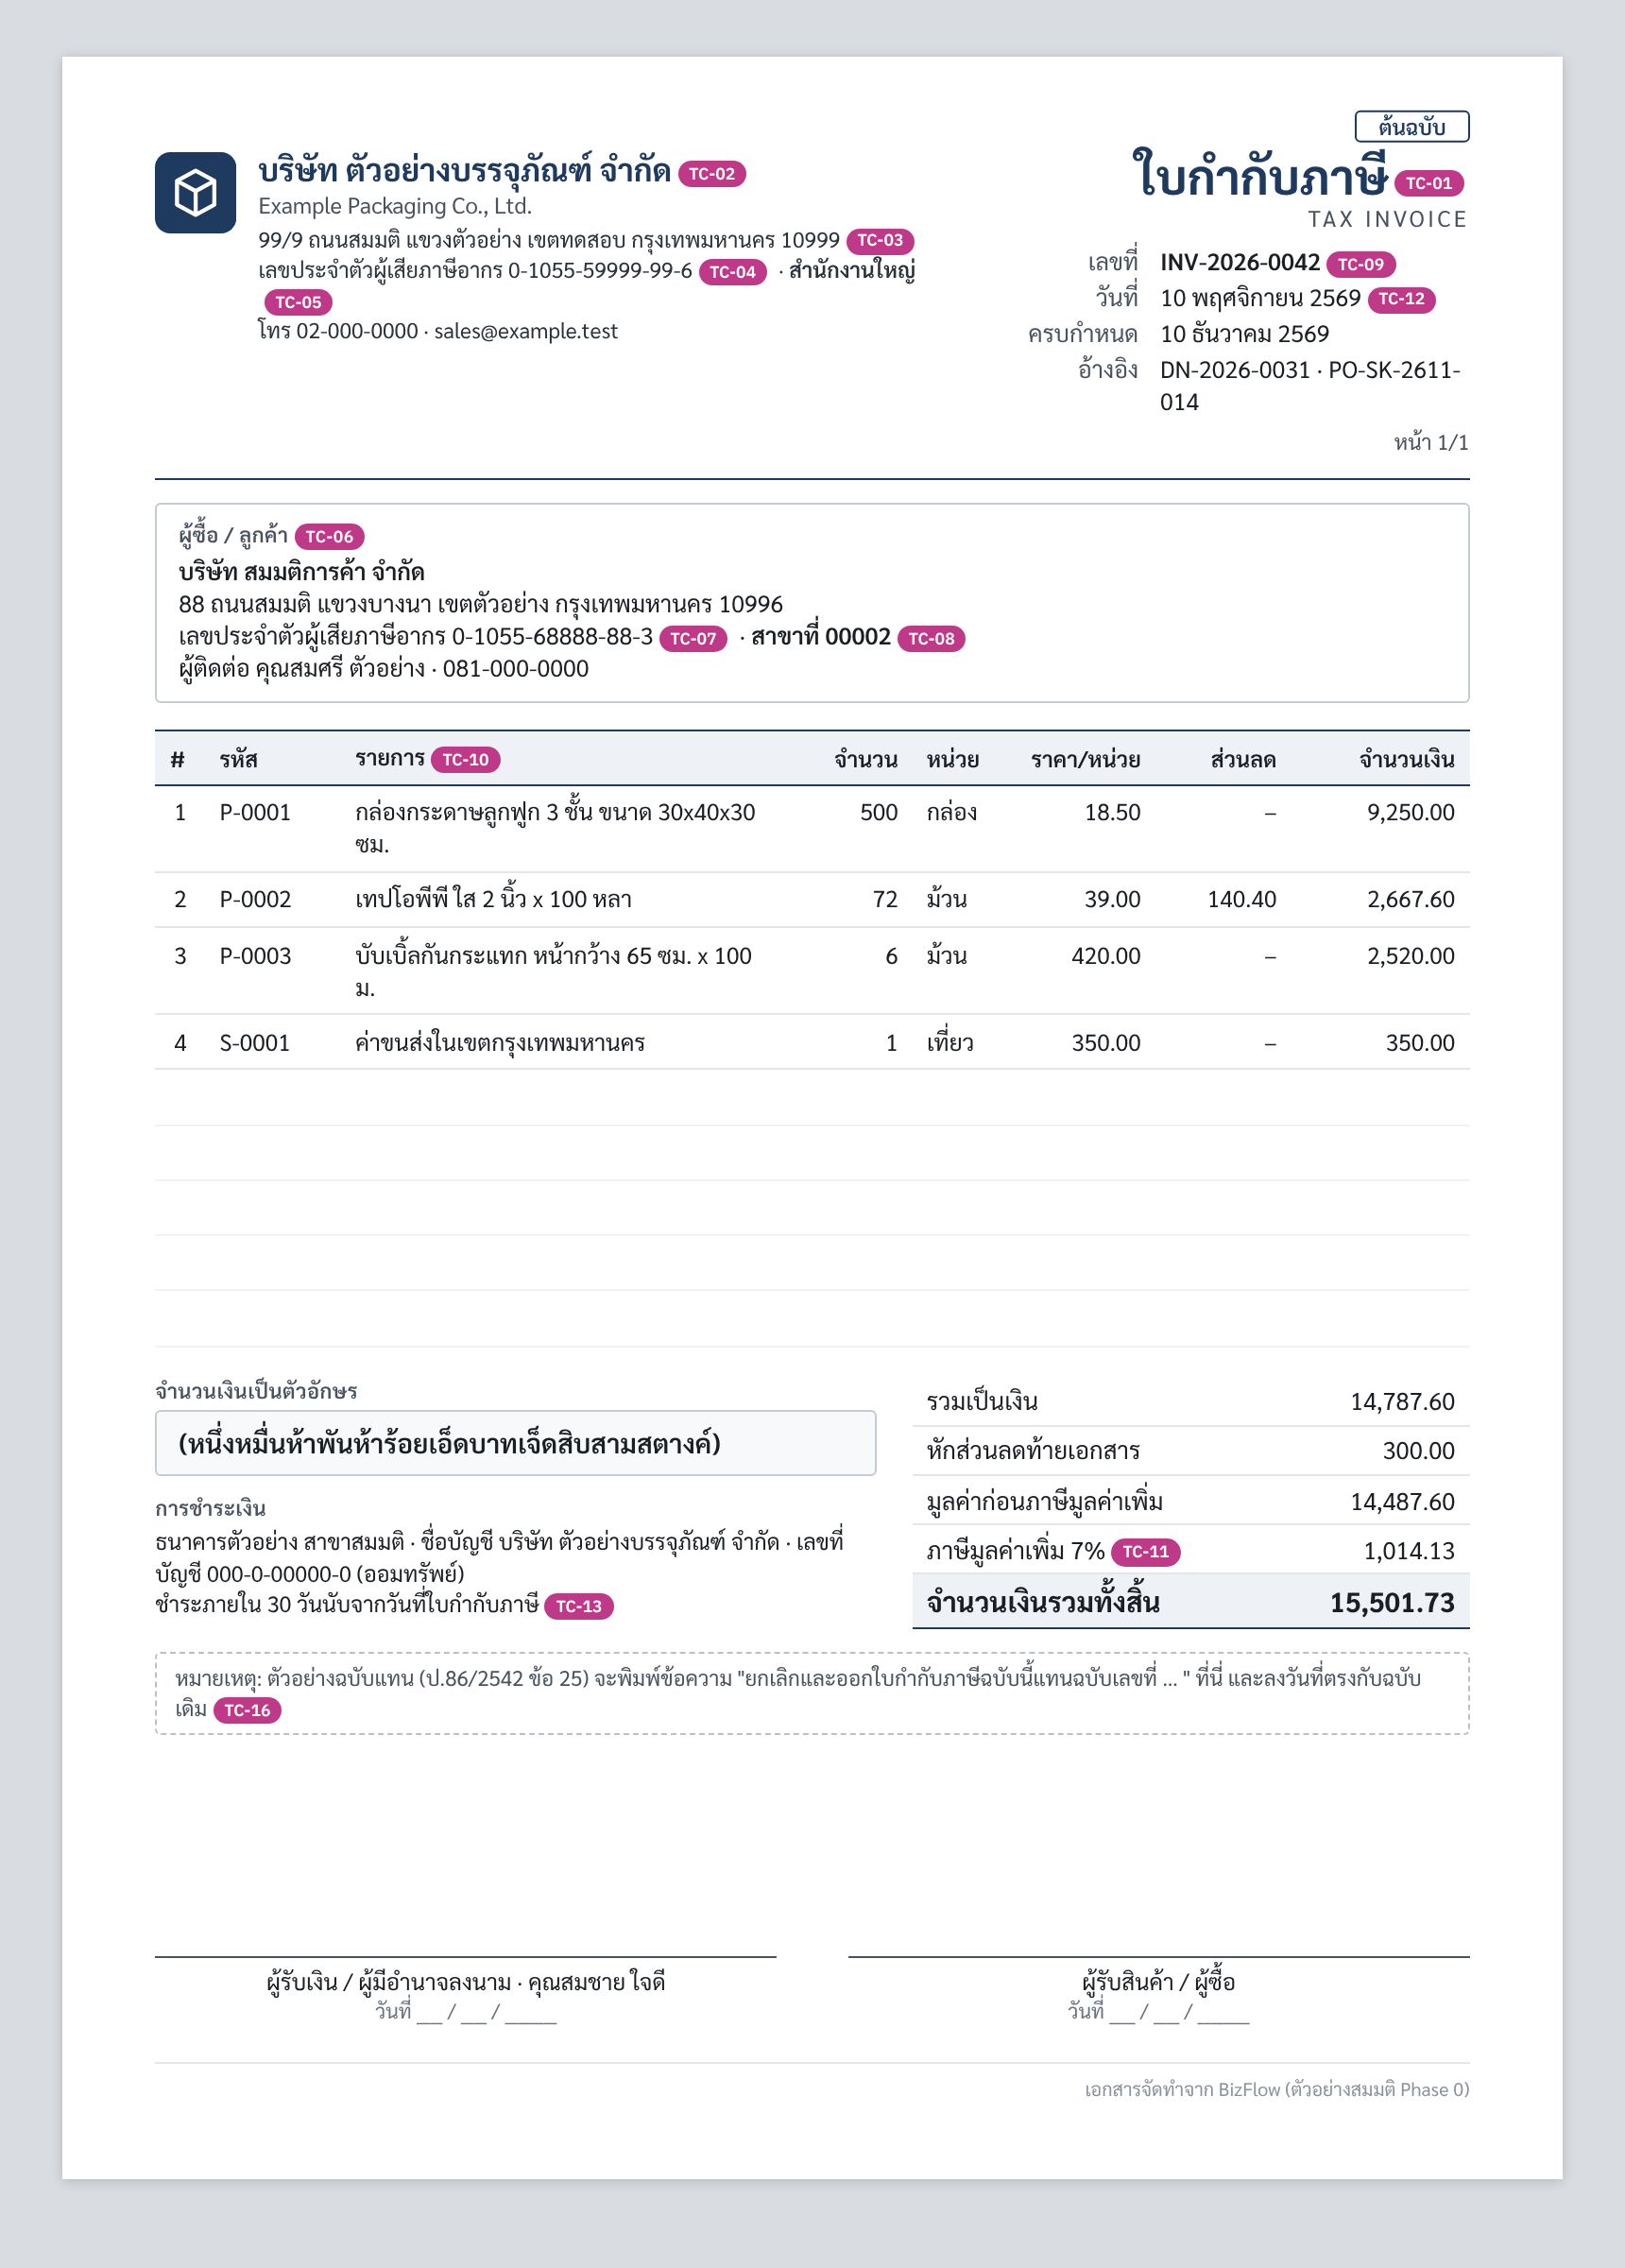 ต้นฉบับ
บริษัท ตัวอย่างบรรจุภัณฑ์ จำกัด TC-02
Example Packaging Co., Ltd.
99/9 ถนนสมมติ แขวงตัวอย่าง เขตทดสอบ กรุงเทพมหานคร 10999 TC-03
เลขประจำตัวผู้เสียภาษีอากร 0-1055-59999-99-6 TC-04 · สำนักงานใหญ่
TC-05
โทร 02-000-0000 · sales@example.test
ใบกำกับภาษี TC-01
TAX INVOICE
เลขที่ INV-2026-0042 TC-09
วันที่ 10 พฤศจิกายน 2569 TC-12
ครบกำหนด 10 ธันวาคม 2569
อ้างอิง DN-2026-0031 · PO-SK-2611-
014
หน้า 1/1
ผู้ซื้อ / ลูกค้า TC-06
บริษัท สมมติการค้า จำกัด
88 ถนนสมมติ แขวงบางนา เขตตัวอย่าง กรุงเทพมหานคร 10996
เลขประจำตัวผู้เสียภาษีอากร 0-1055-68888-88-3 TC-07 · สาขาที่ 00002 TC-08
ผู้ติดต่อ คุณสมศรี ตัวอย่าง · 081-000-0000
# รหัส รายการ TC-10 จำนวน หน่วย ราคา/หน่วย ส่วนลด จำนวนเงิน
1 P-0001 กล่องกระดาษลูกฟูก 3 ชั้น ขนาด 30x40x30 500 กล่อง 18.50 – 9,250.00
ซม.
2 P-0002 เทปโอพีพี ใส 2 นิ้ว x 100 หลา 72 ม้วน 39.00 140.40 2,667.60
3 P-0003 บับเบิ้ลกันกระแทก หน้ากว้าง 65 ซม. x 100 6 ม้วน 420.00 – 2,520.00
ม.
4 S-0001 ค่าขนส่งในเขตกรุงเทพมหานคร 1 เที่ยว 350.00 – 350.00
จำนวนเงินเป็นตัวอักษร
(หนึ่งหมื่นห้าพันห้าร้อยเอ็ดบาทเจ็ดสิบสามสตางค์)
การชำระเงิน
ธนาคารตัวอย่าง สาขาสมมติ · ชื่อบัญชี บริษัท ตัวอย่างบรรจุภัณฑ์ จำกัด · เลขที่
บัญชี 000-0-00000-0 (ออมทรัพย์)
ชำระภายใน 30 วันนับจากวันที่ใบกำกับภาษี TC-13
รวมเป็นเงิน 14,787.60
หักส่วนลดท้ายเอกสาร 300.00
มูลค่าก่อนภาษีมูลค่าเพิ่ม 14,487.60
ภาษีมูลค่าเพิ่ม 7% TC-11 1,014.13
จำนวนเงินรวมทั้งสิ้น 15,501.73
หมายเหตุ: ตัวอย่างฉบับแทน (ป.86/2542 ข้อ 25) จะพิมพ์ข้อความ "ยกเลิกและออกใบกำกับภาษีฉบับนี้แทนฉบับเลขที่ ... " ที่นี่ และลงวันที่ตรงกับฉบับ
เดิม TC-16
ผู้รับเงิน / ผู้มีอำนาจลงนาม · คุณสมชาย ใจดี
วันที่ __ / __ / ____
ผู้รับสินค้า / ผู้ซื้อ
วันที่ __ / __ / ____
เอกสารจัดทำจาก BizFlow (ตัวอย่างสมมติ Phase 0)